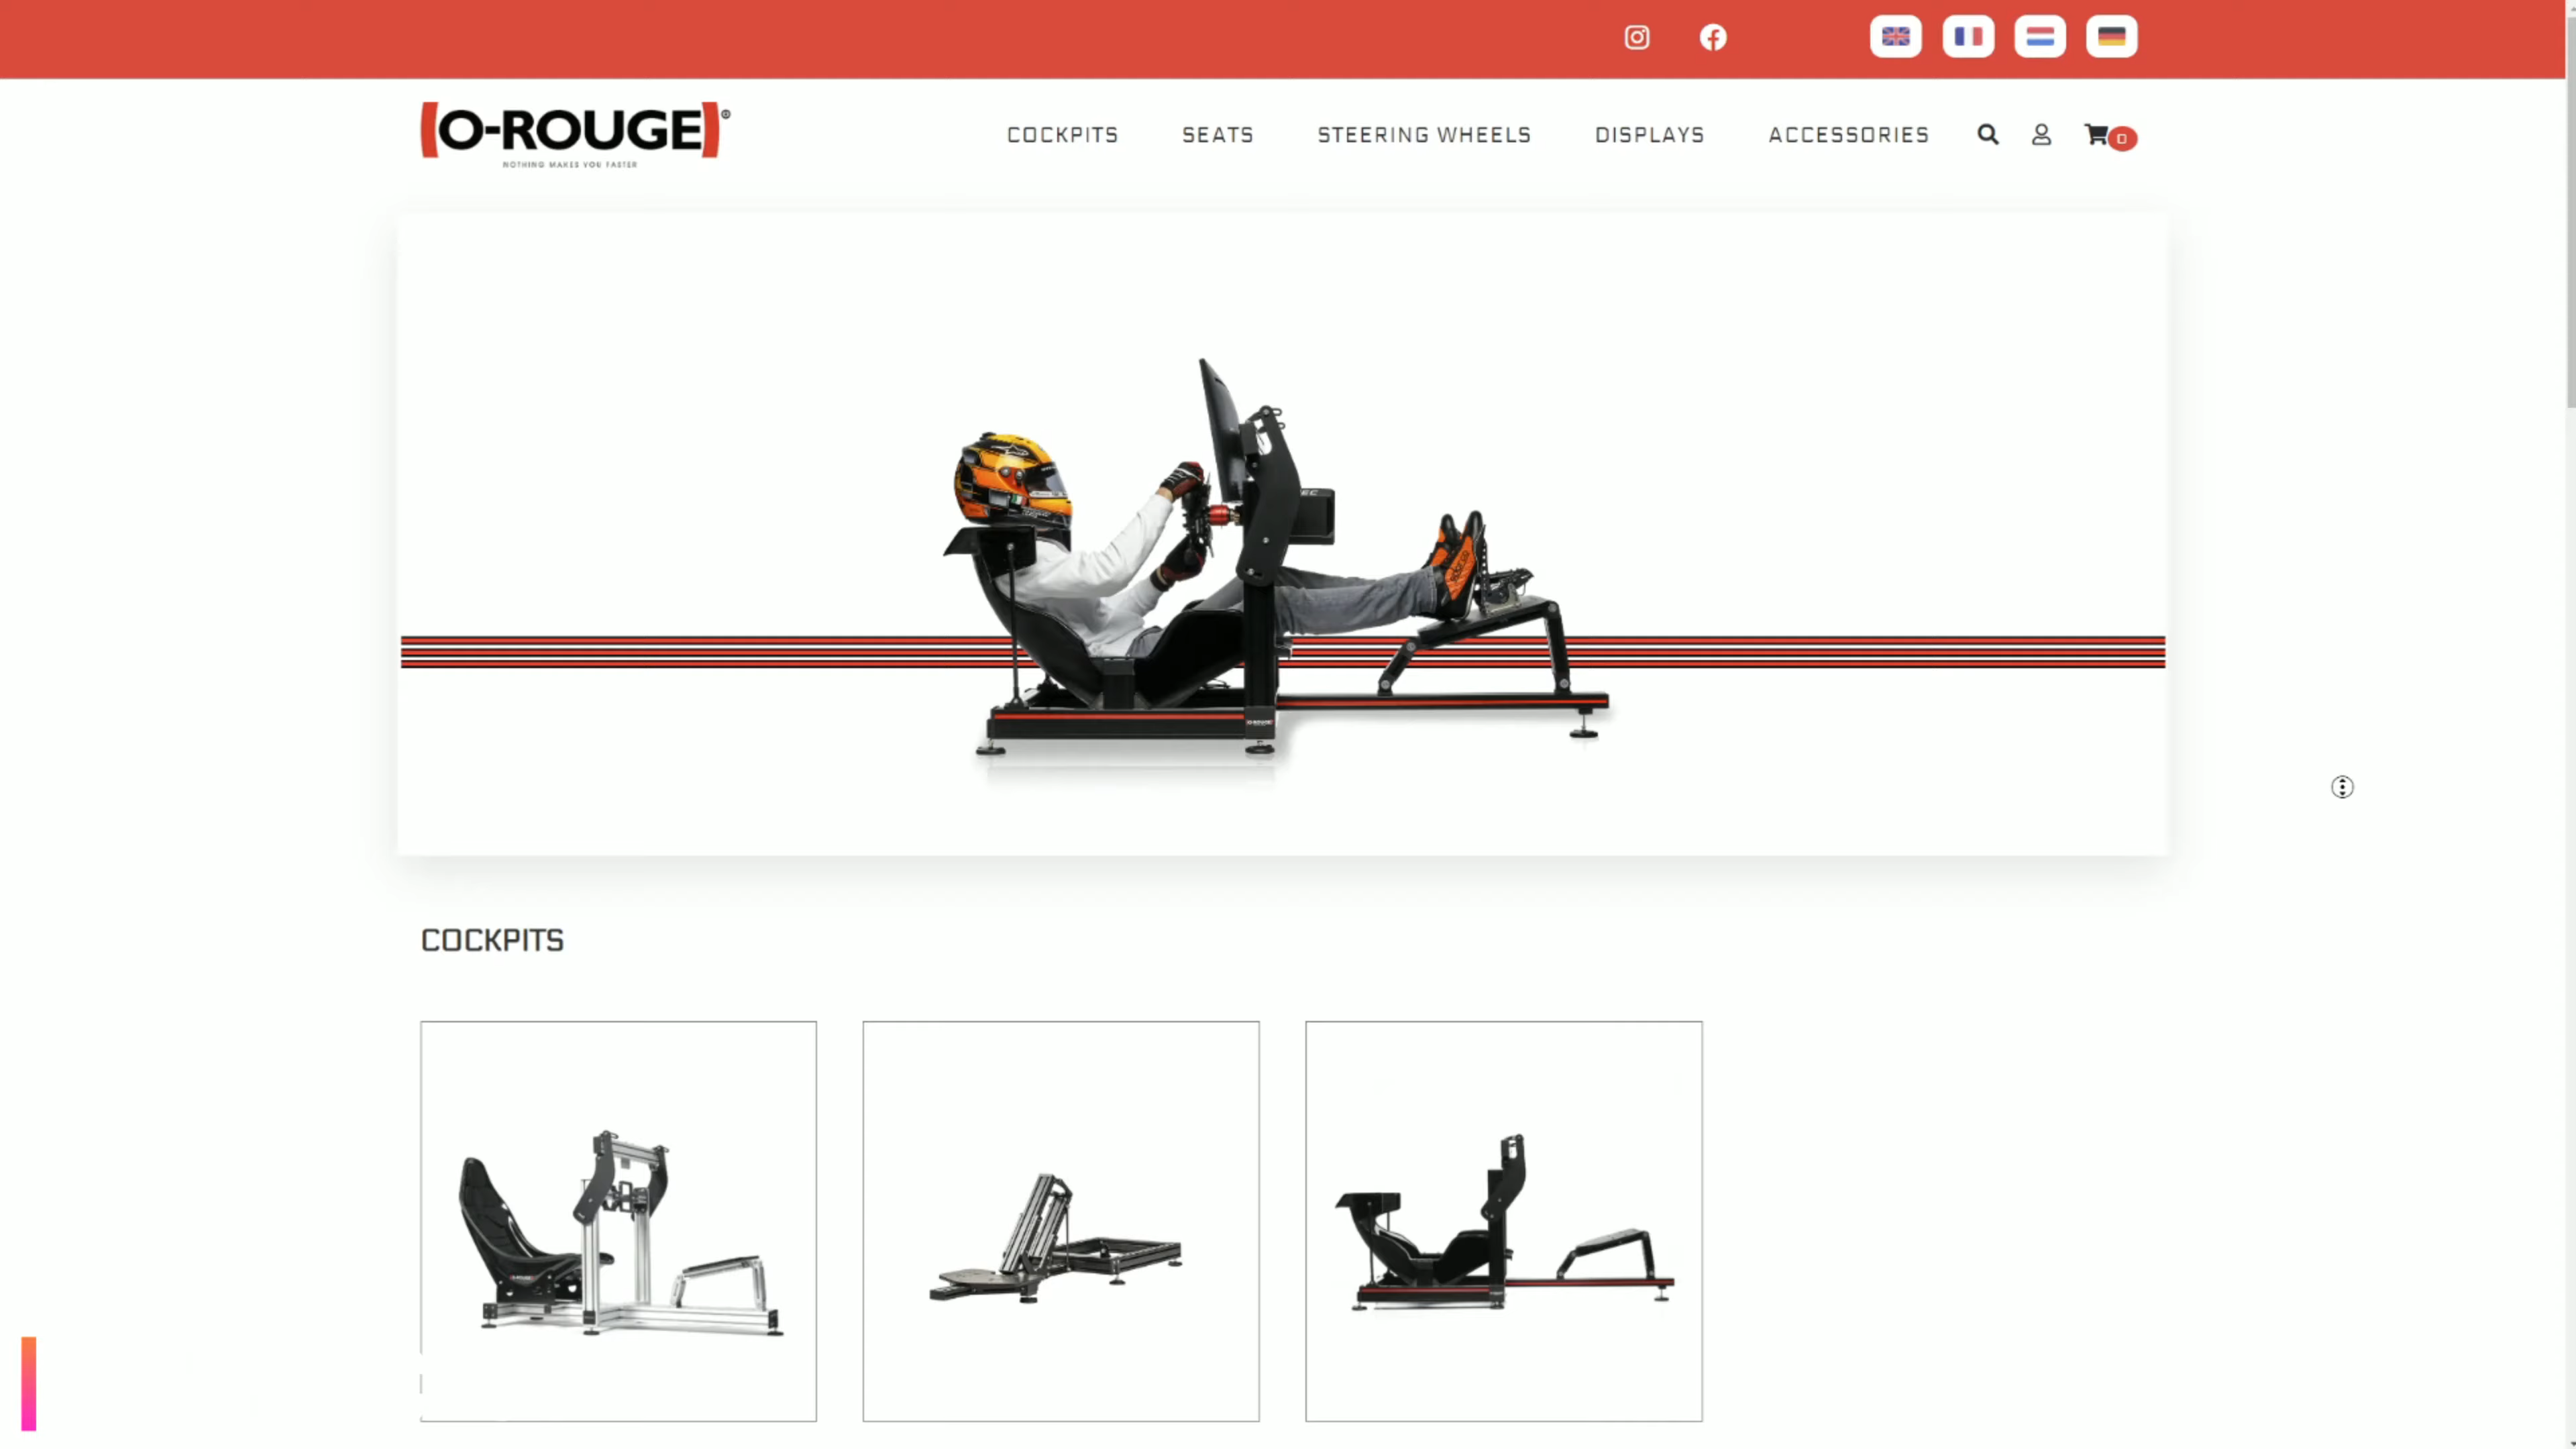 (O-ROUGE)®
NOTHING MAKES YOU FASTER
COCKPITS
SEATS
STEERING WHEELS
DISPLAYS
ACCESSORIES
0
COCKPITS